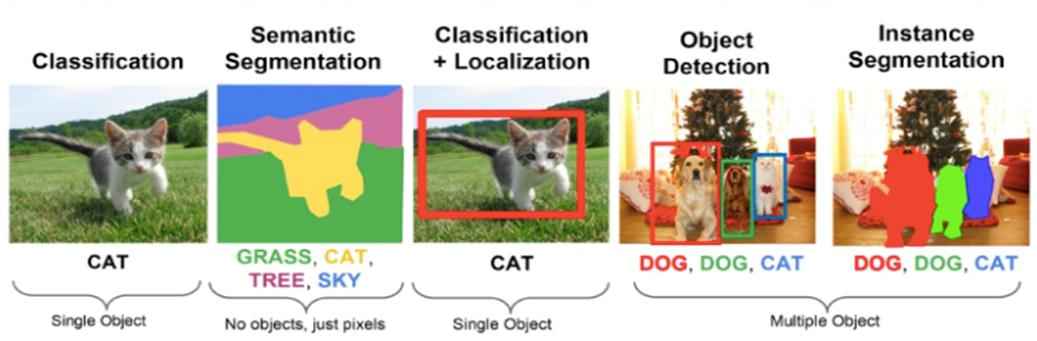 Classification
Semantic
Segmentation
Classification
+ Localization
Object
Detection
Instance
Segmentation
CAT
GRASS, CAT,
TREE, SKY
CAT
DOG, DOG, CAT
DOG, DOG, CAT
Single Object
No objects, just pixels
Single Object
Multiple Object